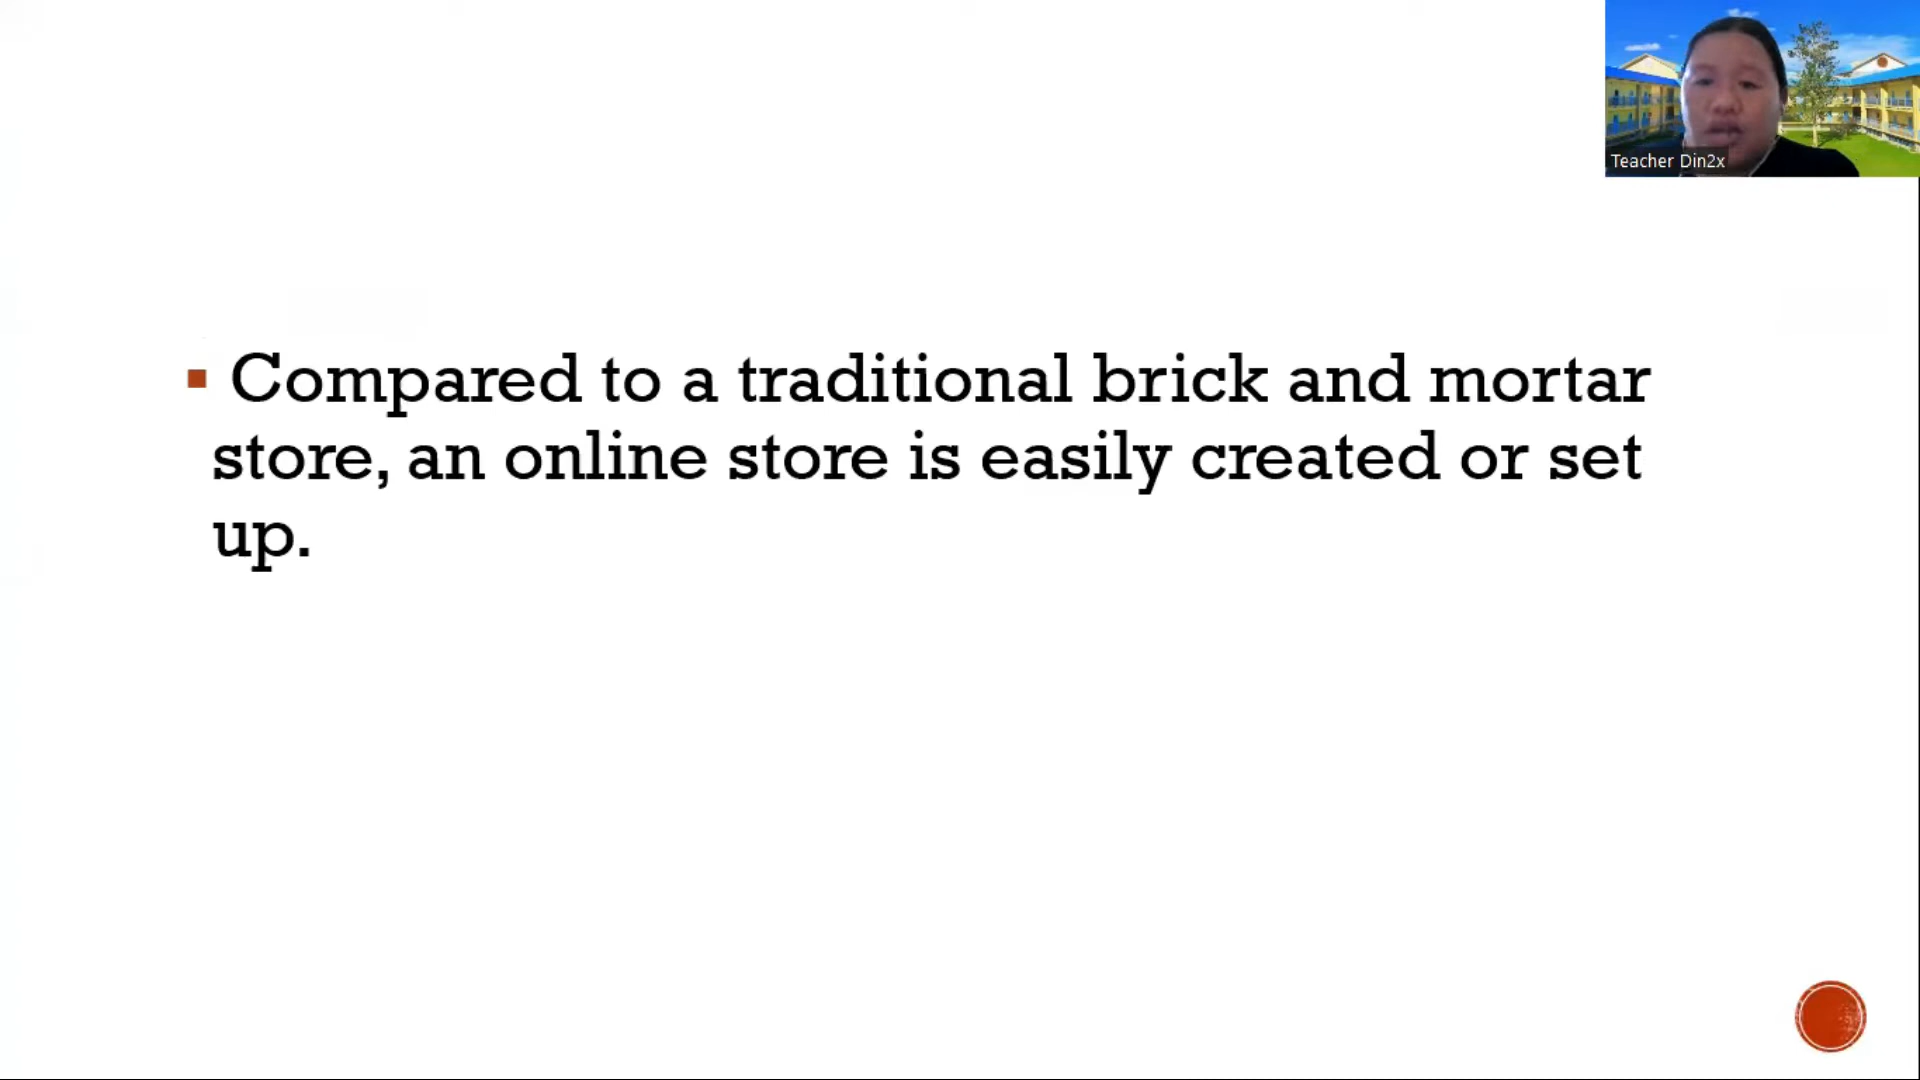 Teacher Din2x
▪ Compared to a traditional brick and mortar
store, an online store is easily created or set
up.